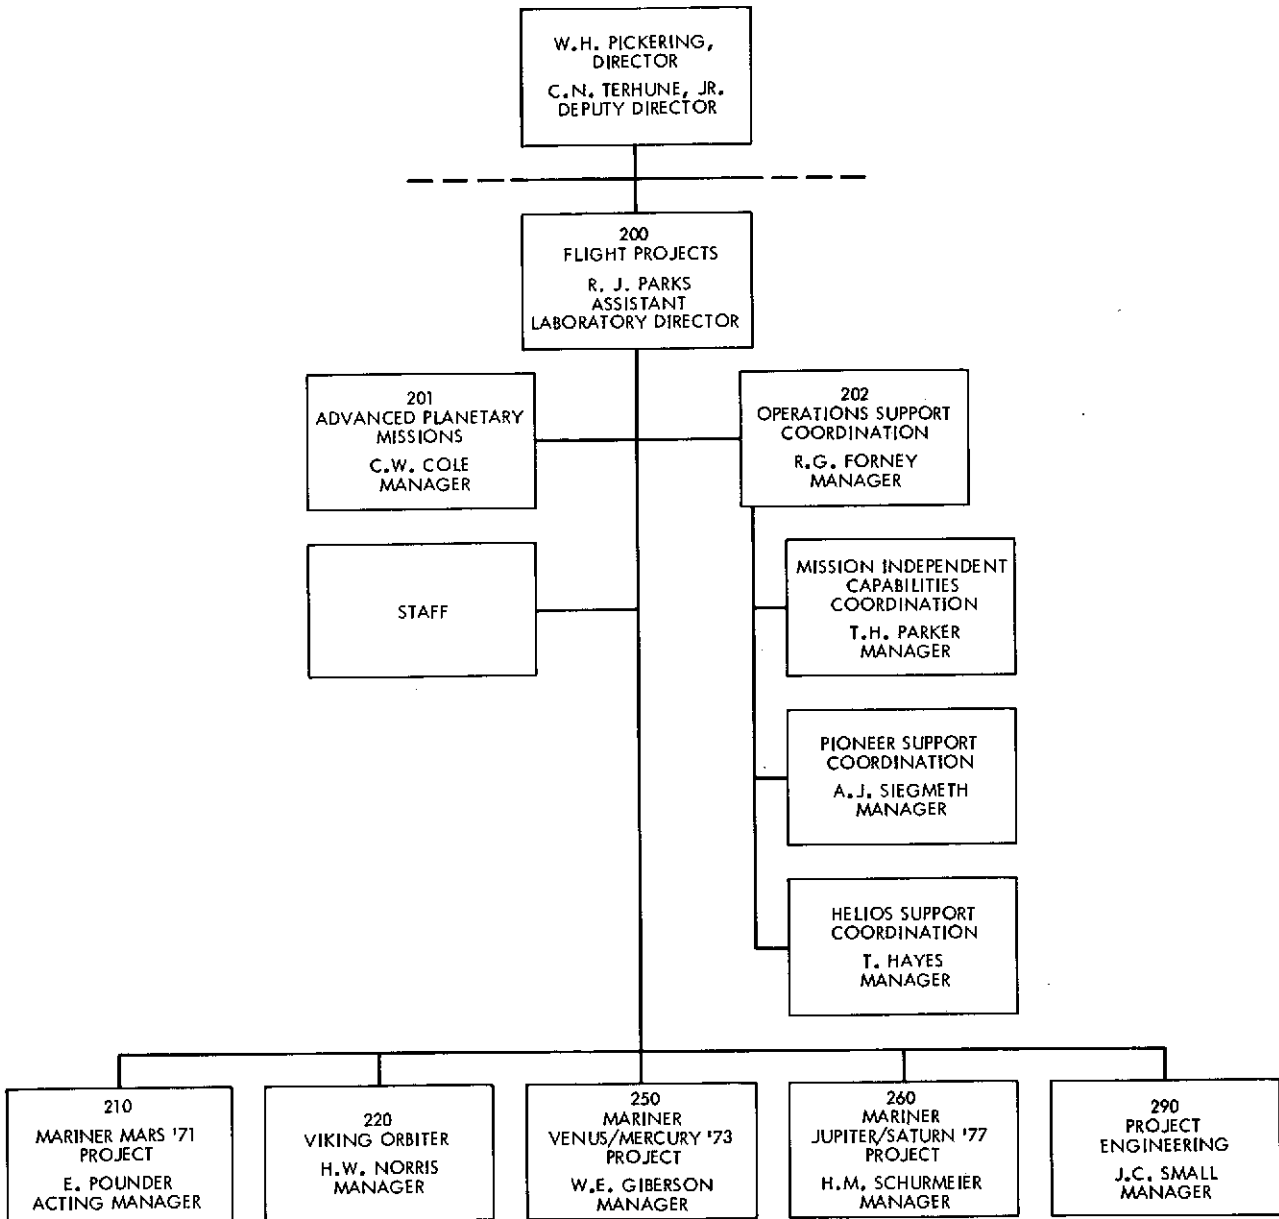 W.H. PICKERING,
DIRECTOR
C.N. TERHUNE, JR.
DEPUTY DIRECTOR
200
FLIGHT PROJECTS
R. J. PARKS
ASSISTANT
LABORATORY DIRECTOR
201
ADVANCED PLANETARY
MISSIONS
C.W. COLE
MANAGER
202
OPERATIONS SUPPORT
COORDINATION
R.G. FORNEY
MANAGER
STAFF
MISSION INDEPENDENT
CAPABILITIES
COORDINATION
T.H. PARKER
MANAGER
PIONEER SUPPORT
COORDINATION
A.J. SIEGMETH
MANAGER
HELIOS SUPPORT
COORDINATION
T. HAYES
MANAGER
210
MARINER MARS '71
PROJECT
E. POUNDER
ACTING MANAGER
220
VIKING ORBITER
H.W. NORRIS
MANAGER
250
MARINER
VENUS/MERCURY '73
PROJECT
W.E. GIBERSON
MANAGER
260
MARINER
JUPITER/SATURN '77
PROJECT
H.M. SCHURMEIER
MANAGER
290
PROJECT
ENGINEERING
J.C. SMALL
MANAGER